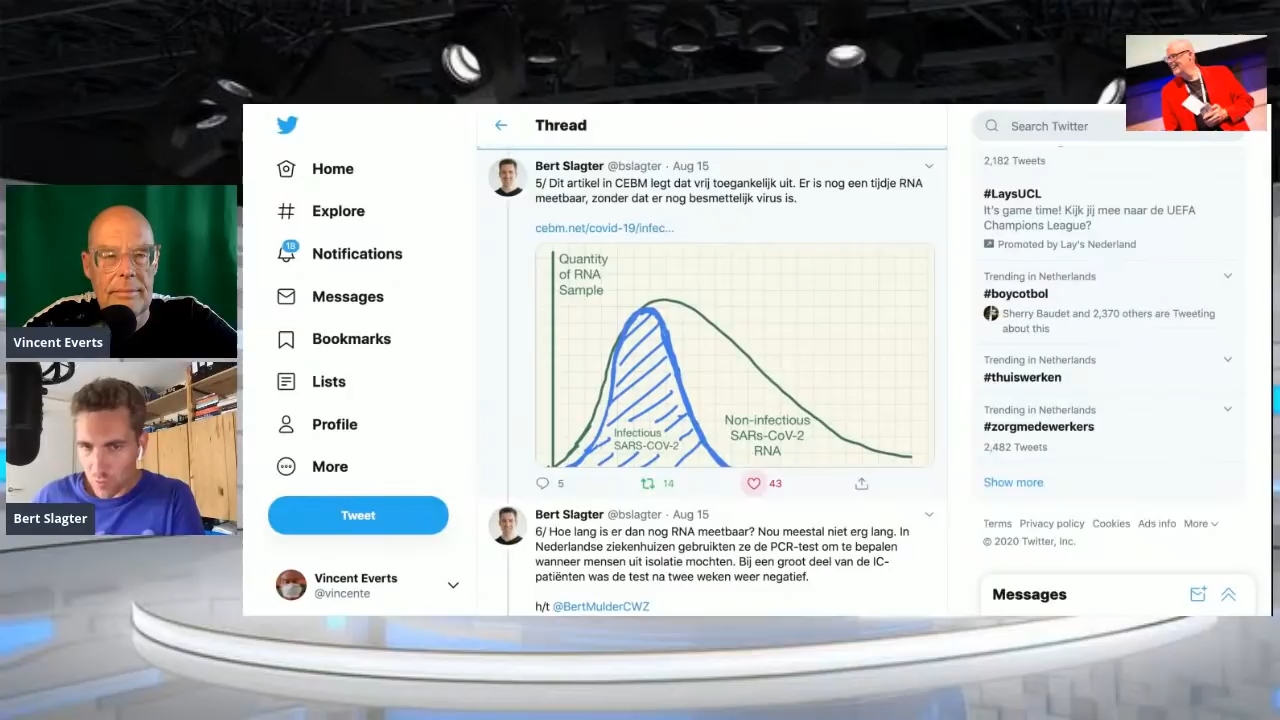 Thread
Search Twitter
Home
Explore
18
Notifications
Messages
Bookmarks
Lists
Profile
More
Tweet
Vincent Everts
@vincente
Vincent Everts
Bert Slagter
Bert Slagter @bslagter · Aug 15
5/ Dit artikel in CEBM legt dat vrij toegankelijk uit. Er is nog een tijdje RNA
meetbaar, zonder dat er nog besmettelijk virus is.
cebm.net/covid-19/infec...
Quantity
of RNA
Sample
Infectious
SARS-COV-2
Non-infectious
SARs-CoV-2
RNA
5 14 43
Bert Slagter @bslagter · Aug 15
6/ Hoe lang is er dan nog RNA meetbaar? Nou meestal niet erg lang. In
Nederlandse ziekenhuizen gebruikten ze de PCR-test om te bepalen
wanneer mensen uit isolatie mochten. Bij een groot deel van de IC-
patiënten was de test na twee weken weer negatief.
h/t @BertMulderCWZ
2,182 Tweets
#LaysUCL
It's game time! Kijk jij mee naar de UEFA
Champions League?
Promoted by Lay's Nederland
Trending in Netherlands
#boycotbol
Sherry Baudet and 2,370 others are Tweeting
about this
Trending in Netherlands
#thuiswerken
Trending in Netherlands
#zorgmedewerkers
2,482 Tweets
Show more
Terms Privacy policy Cookies Ads info More
© 2020 Twitter, Inc.
Messages